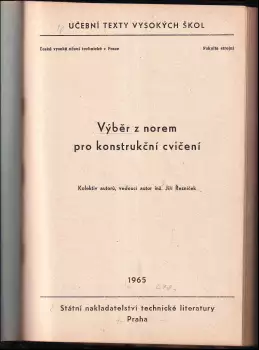 UČEBNÍ TEXTY VYSOKÝCH ŠKOL
České vysoké učení technické v Praze
Fakulta strojní
Výběr z norem
pro konstrukční cvičení
Kolektiv autorů, vedoucí autor inž. Jiří Řezníček
1965
Státní nakladatelství technické literatury
Praha